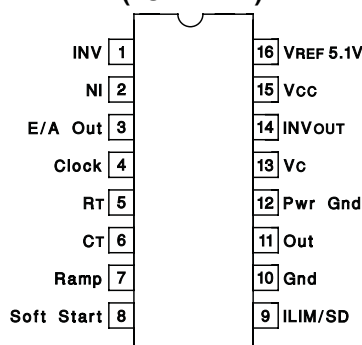 INV 1 16 VREF 5.1V
NI 2 15 VCC
E/A Out 3 14 INVOUT
Clock 4 13 VC
RT 5 12 Pwr Gnd
CT 6 11 Out
Ramp 7 10 Gnd
Soft Start 8 9 ILIM/SD